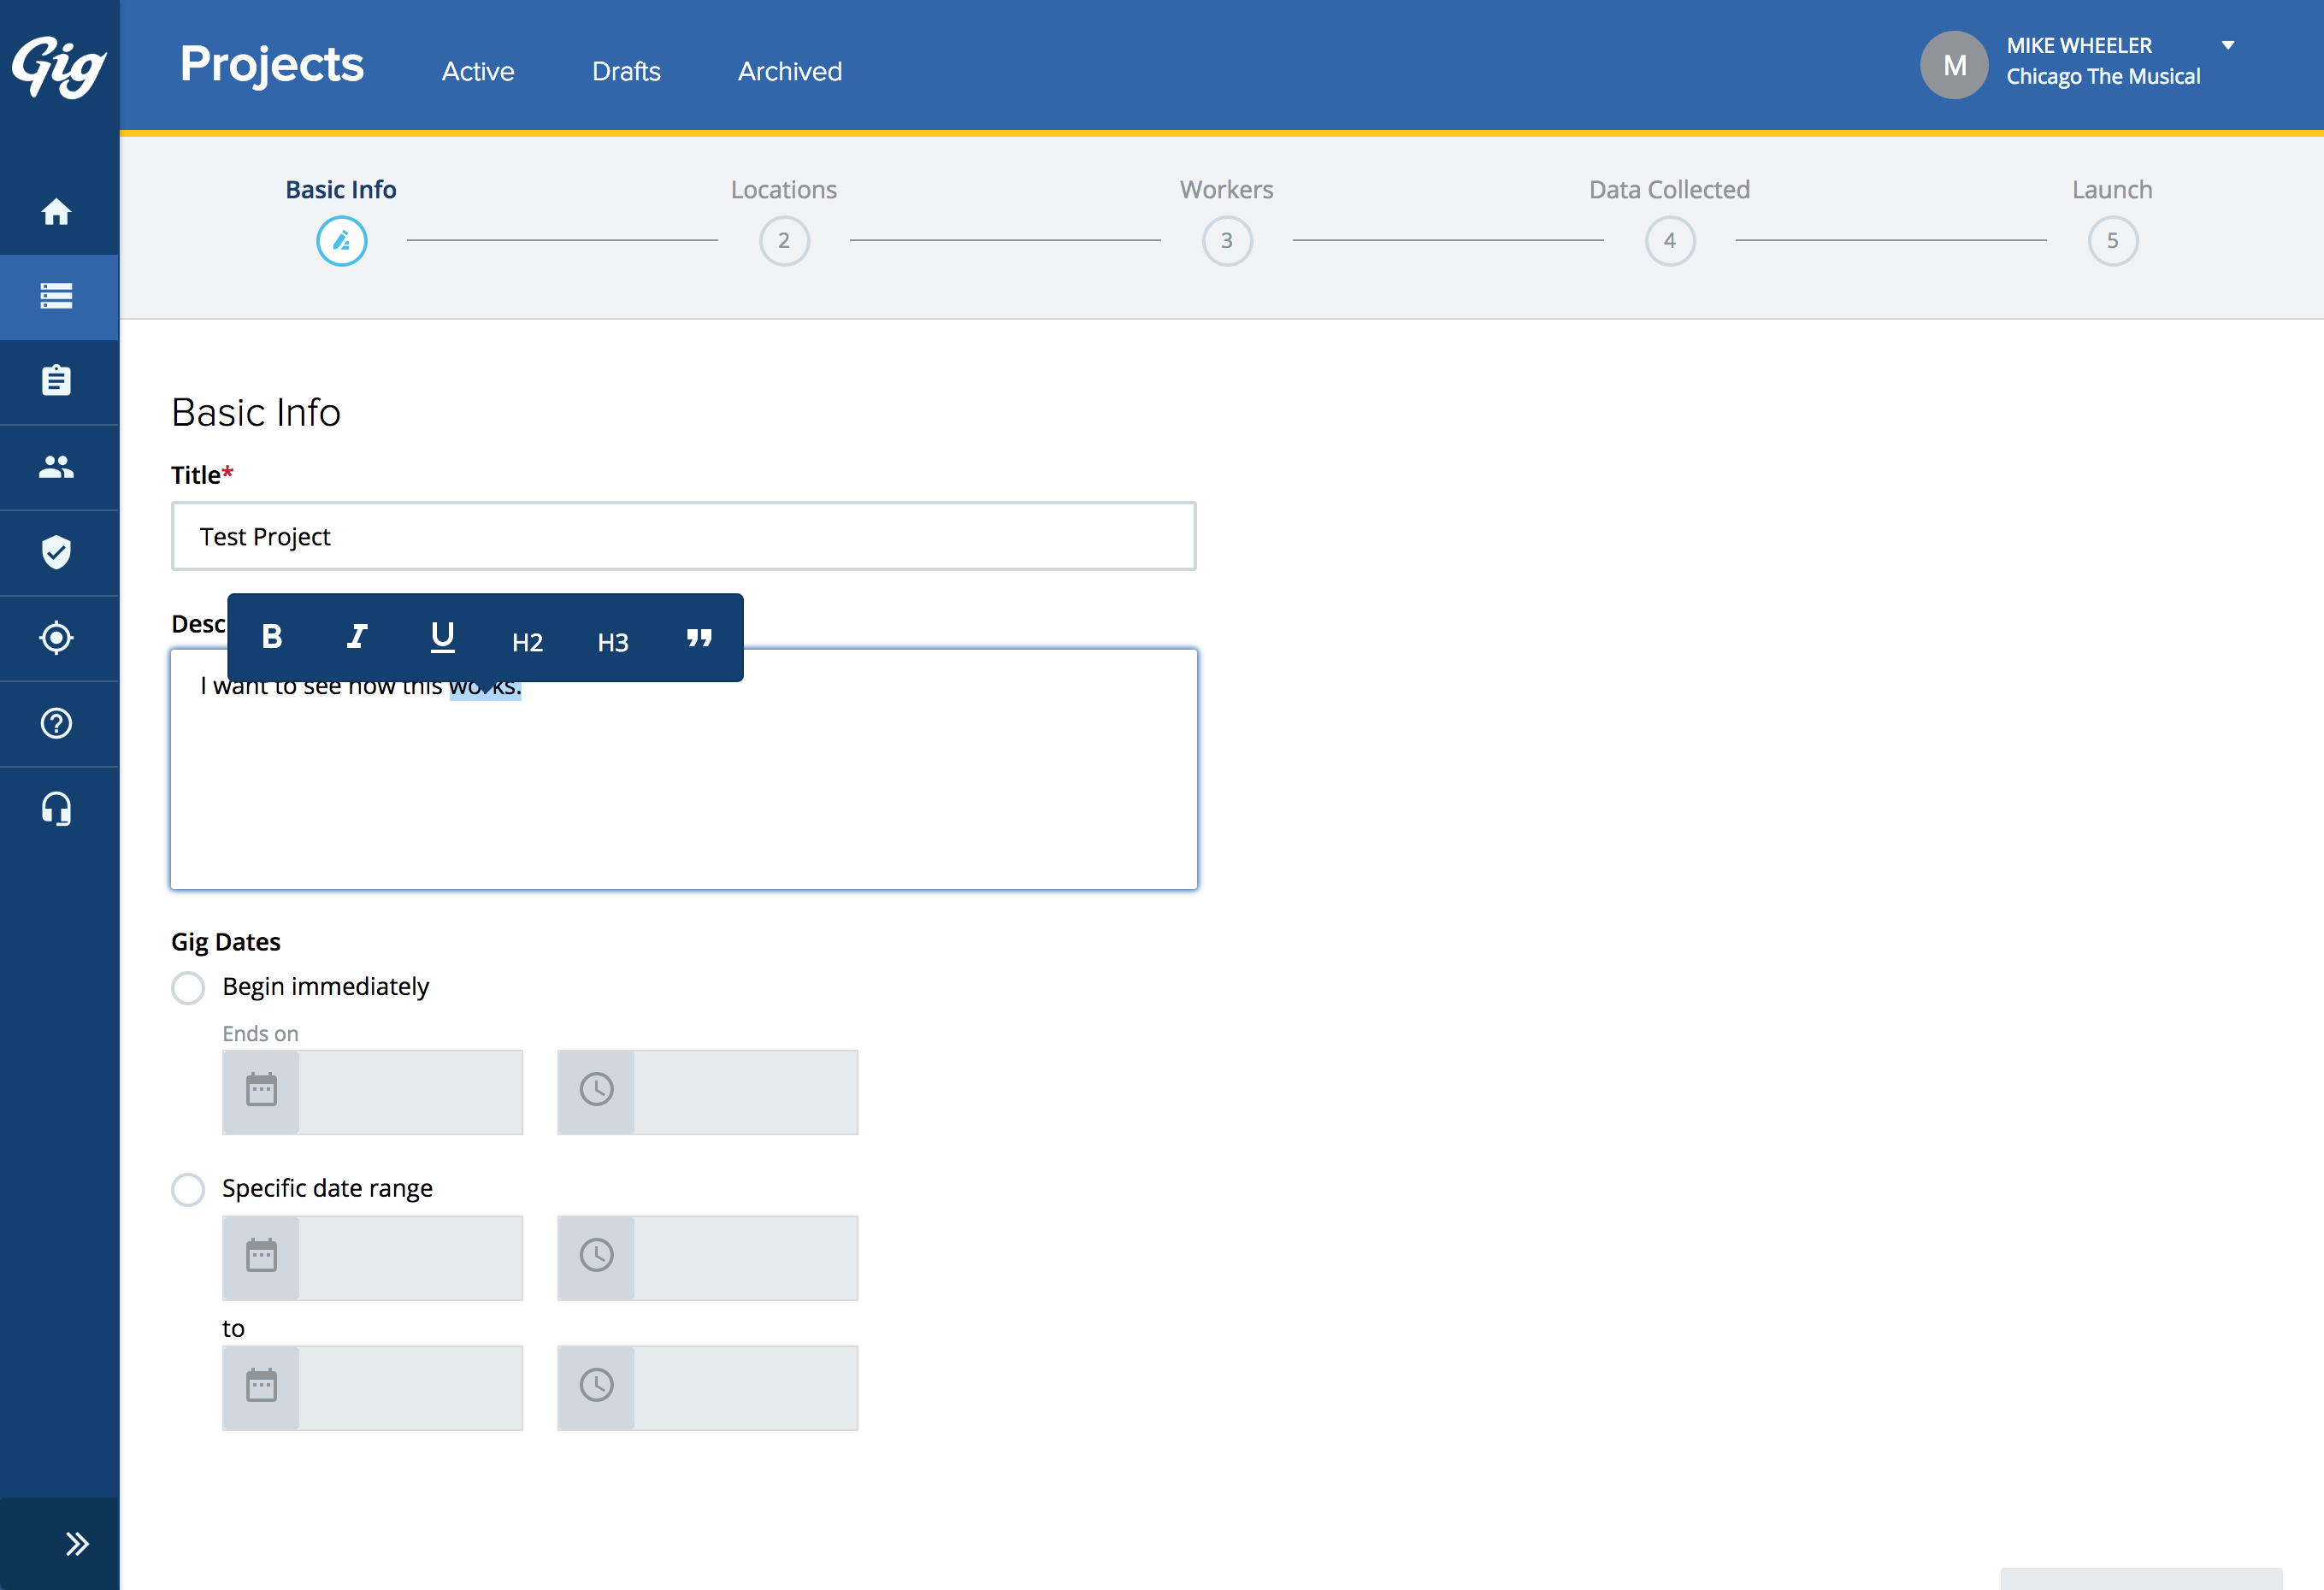 Gig
Projects Active Drafts Archived
M
MIKE WHEELER
Chicago The Musical
Basic Info Locations Workers Data Collected Launch
2 3 4 5
Basic Info
Title*
Test Project
Desc
B I U H2 H3 "
I want to see how this works.
Gig Dates
Begin immediately
Ends on
Specific date range
to